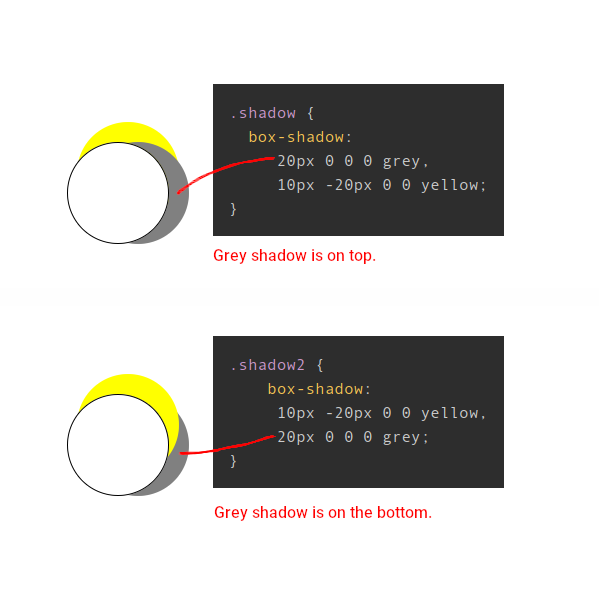 .shadow {
box-shadow:
20px 0 0 0 grey,
10px -20px 0 0 yellow;
}
Grey shadow is on top.
.shadow2 {
box-shadow:
10px -20px 0 0 yellow,
20px 0 0 0 grey;
}
Grey shadow is on the bottom.